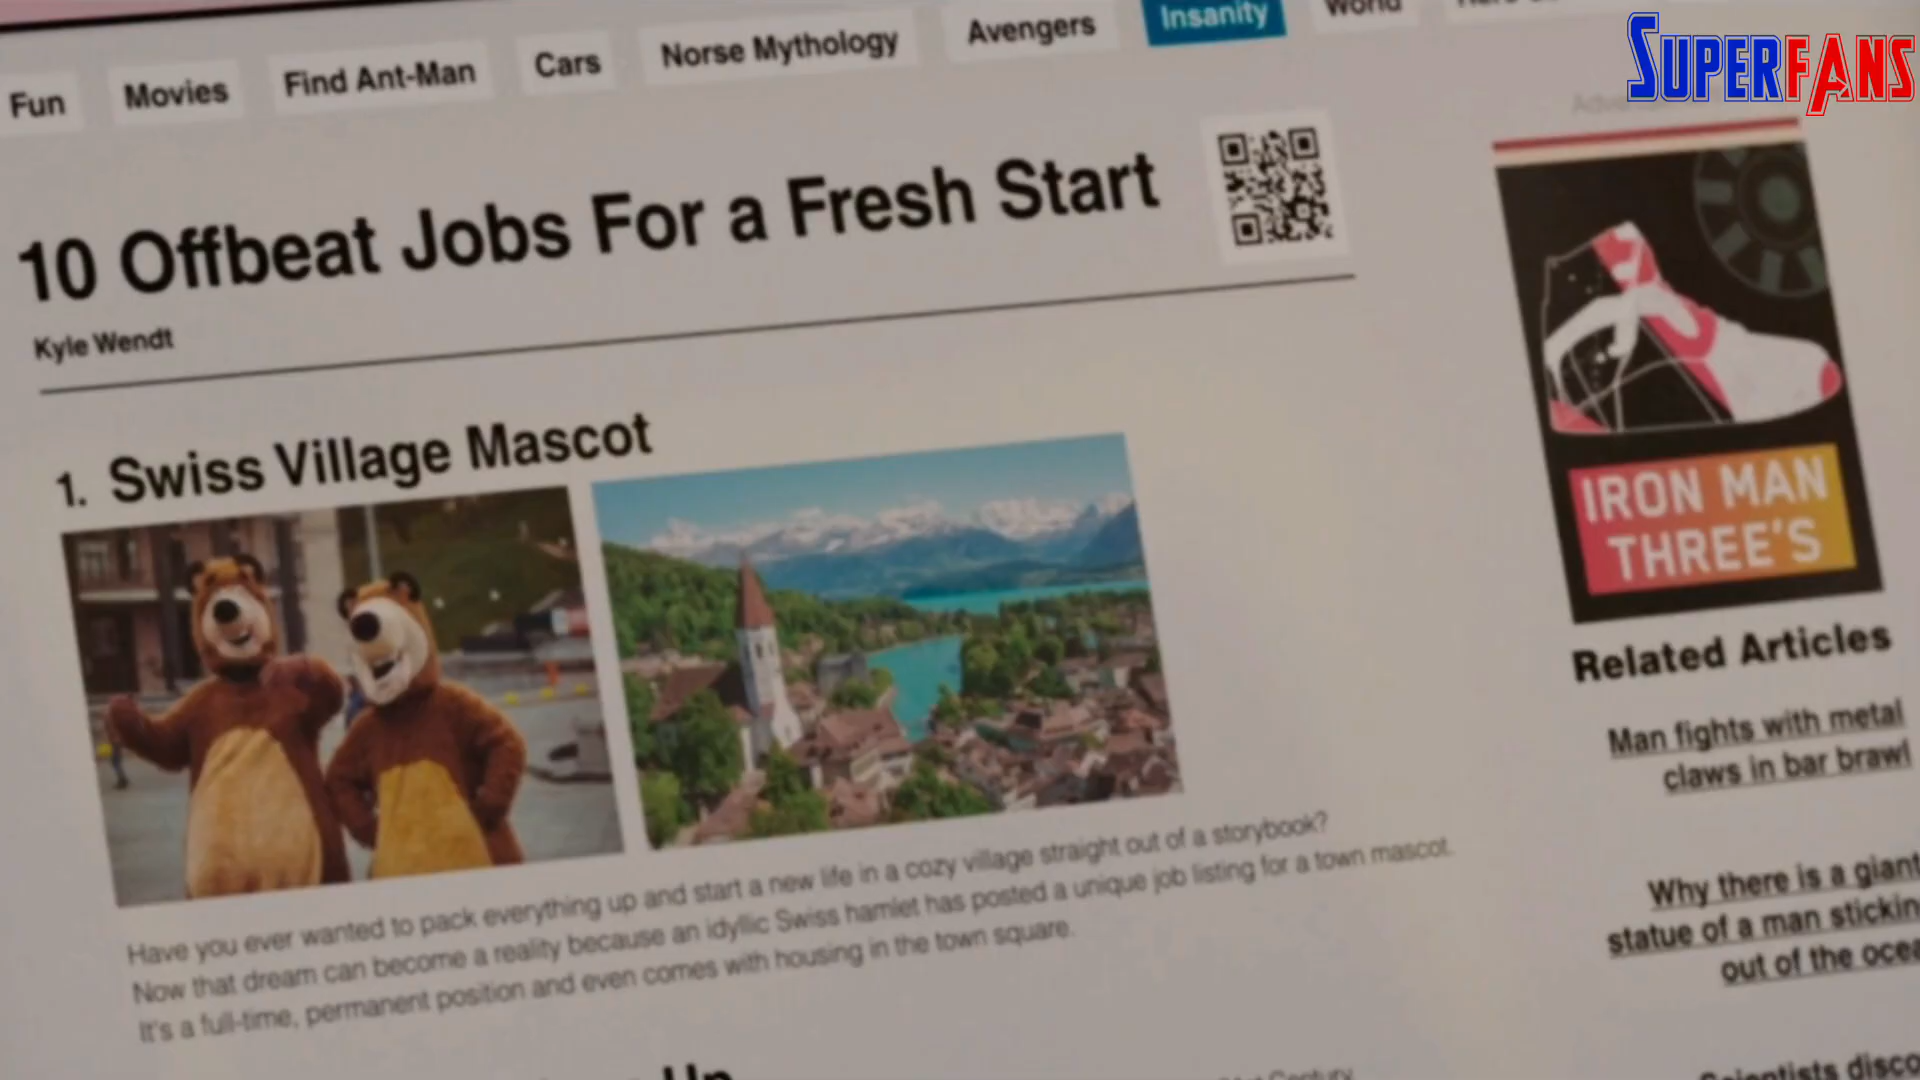 SUPERFANS
Fun
Movies
Find Ant-Man
Cars
Norse Mythology
Avengers
Insanity
World
10 Offbeat Jobs For a Fresh Start
Kyle Wendt
1. Swiss Village Mascot
Have you ever wanted to pack everything up and start a new life in a cozy village straight out of a storybook?
Now that dream can become a reality because an idyllic Swiss hamlet has posted a unique job listing for a town mascot.
It's a full-time, permanent position and even comes with housing in the town square.
Up
Century
IRON MAN
THREE'S
Related Articles
Man fights with metal
claws in bar brawl
Why there is a giant
statue of a man
out of the
Scientists